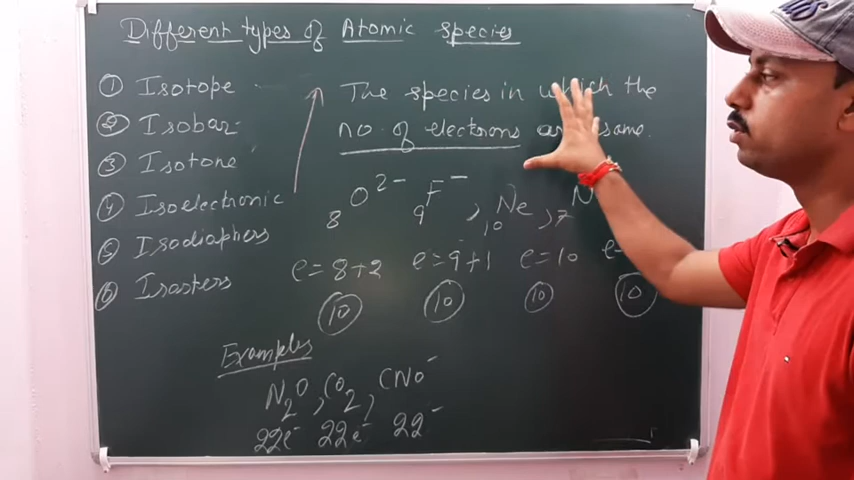 Different types of Atomic species
① Isotope
② Isobar
③ Isotone
④ Isoelectronic
⑤ Isodiaphers
⑥ Isosters
The species in which the
no. of electrons are same.
₈O²⁻ ₉F⁻, ₁₀Ne, ₇N
e=8+2 e=9+1 e=10 e
⑩ ⑩ ⑩ ⑩
Examples
N₂O, CO₂, CNO⁻
22e⁻ 22e⁻ 22⁻